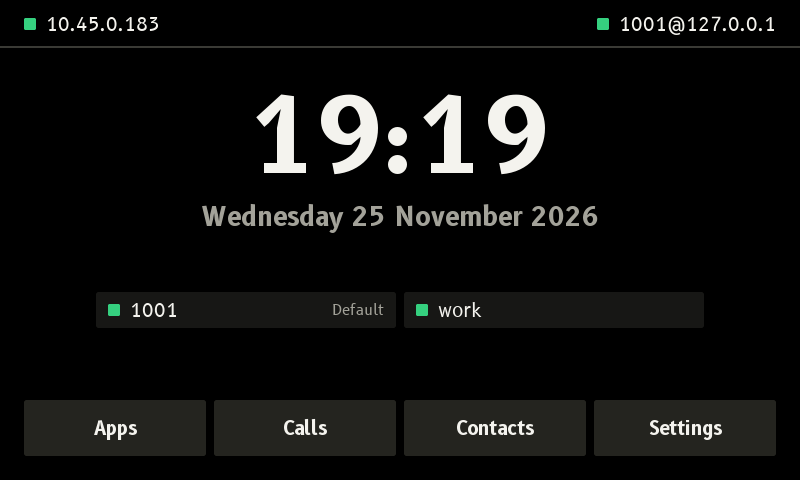 10.45.0.183 1001@127.0.0.1
19:19
Wednesday 25 November 2026
1001 Default work
Apps Calls Contacts Settings